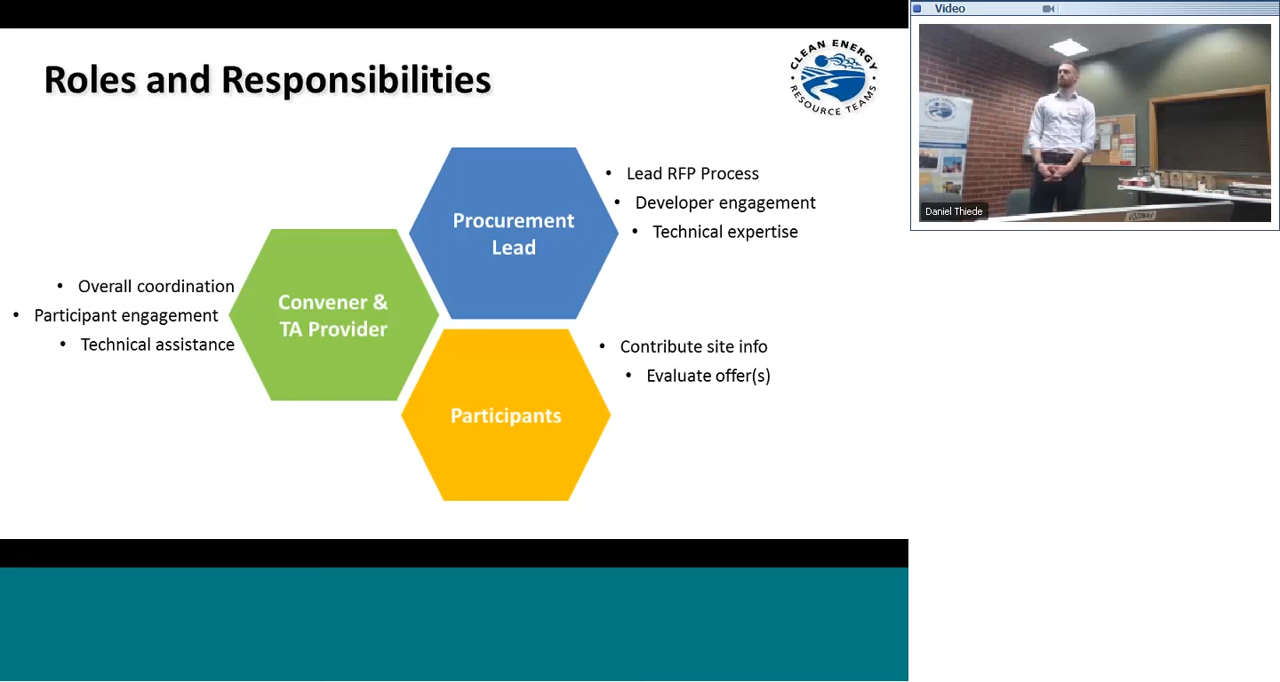 Video
Roles and Responsibilities
CLEAN ENERGY
RESOURCE TEAMS
Procurement
Lead
• Lead RFP Process
• Developer engagement
• Technical expertise
Convener &
TA Provider
• Overall coordination
• Participant engagement
• Technical assistance
Participants
• Contribute site info
• Evaluate offer(s)
Daniel Thiede